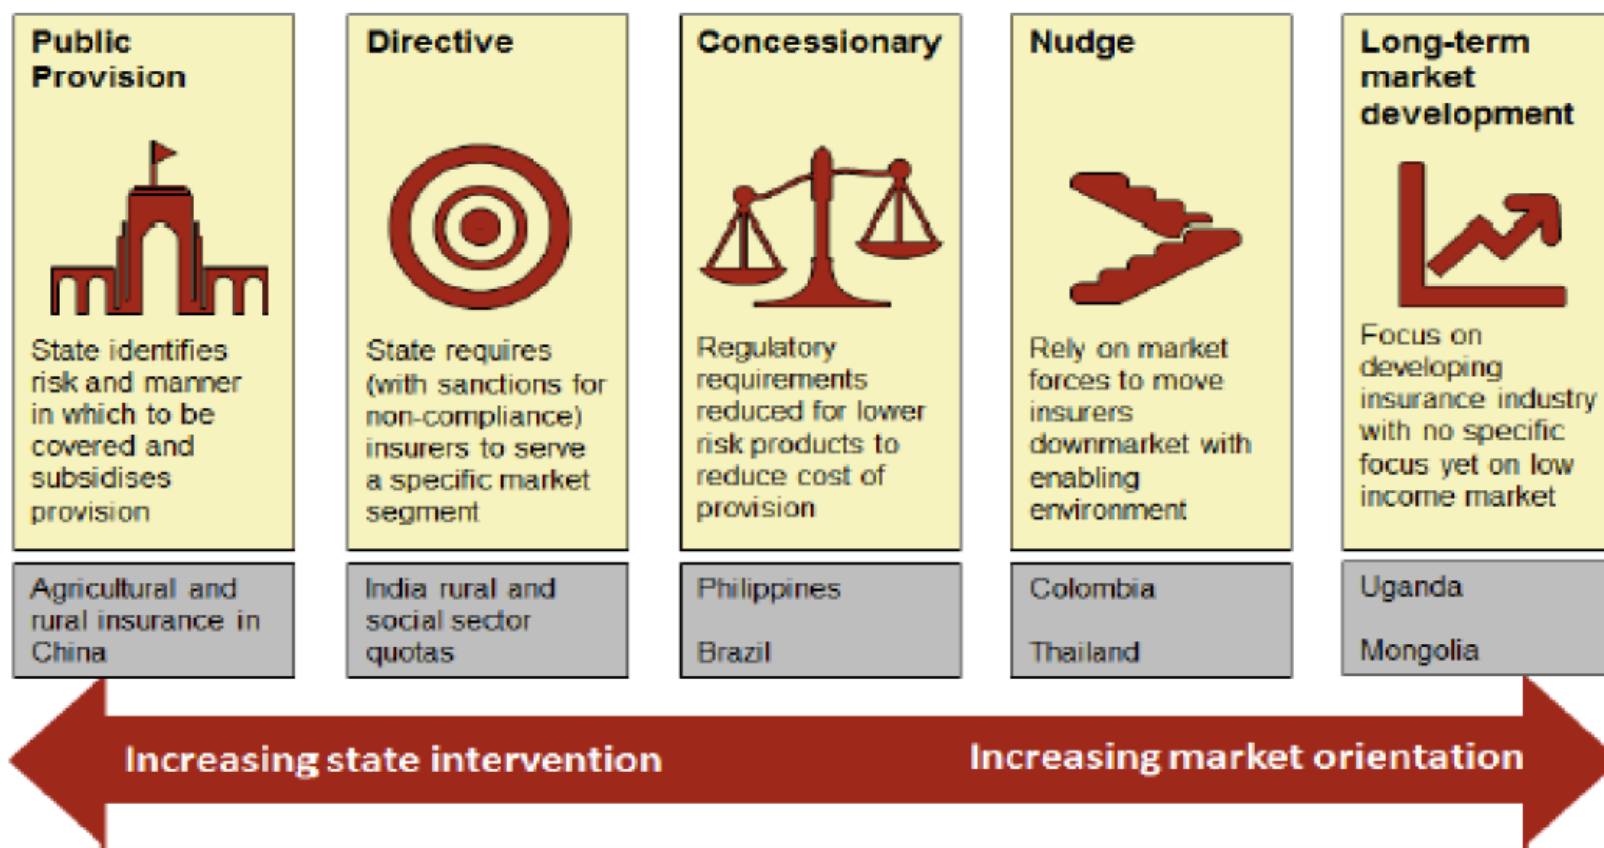 Public
Provision
State identifies
risk and manner
in which to be
covered and
subsidises
provision
Agricultural and
rural insurance in
China
Directive
State requires
(with sanctions for
non-compliance)
insurers to serve
a specific market
segment
India rural and
social sector
quotas
Concessionary
Regulatory
requirements
reduced for lower
risk products to
reduce cost of
provision
Philippines
Brazil
Nudge
Rely on market
forces to move
insurers
downmarket with
enabling
environment
Colombia
Thailand
Long-term
market
development
Focus on
developing
insurance industry
with no specific
focus yet on low
income market
Uganda
Mongolia
Increasing state intervention
Increasing market orientation